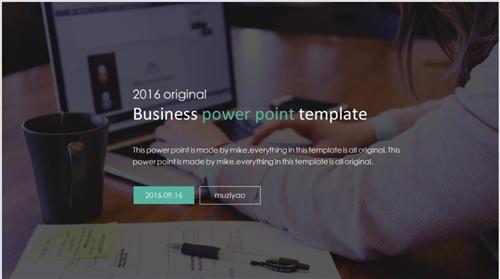 2016 original
Business power point template
This power point is made by mike.everything in this template is all original. This
power point is made by mike.everything in this template is all original.
2016.09.16
muziyao